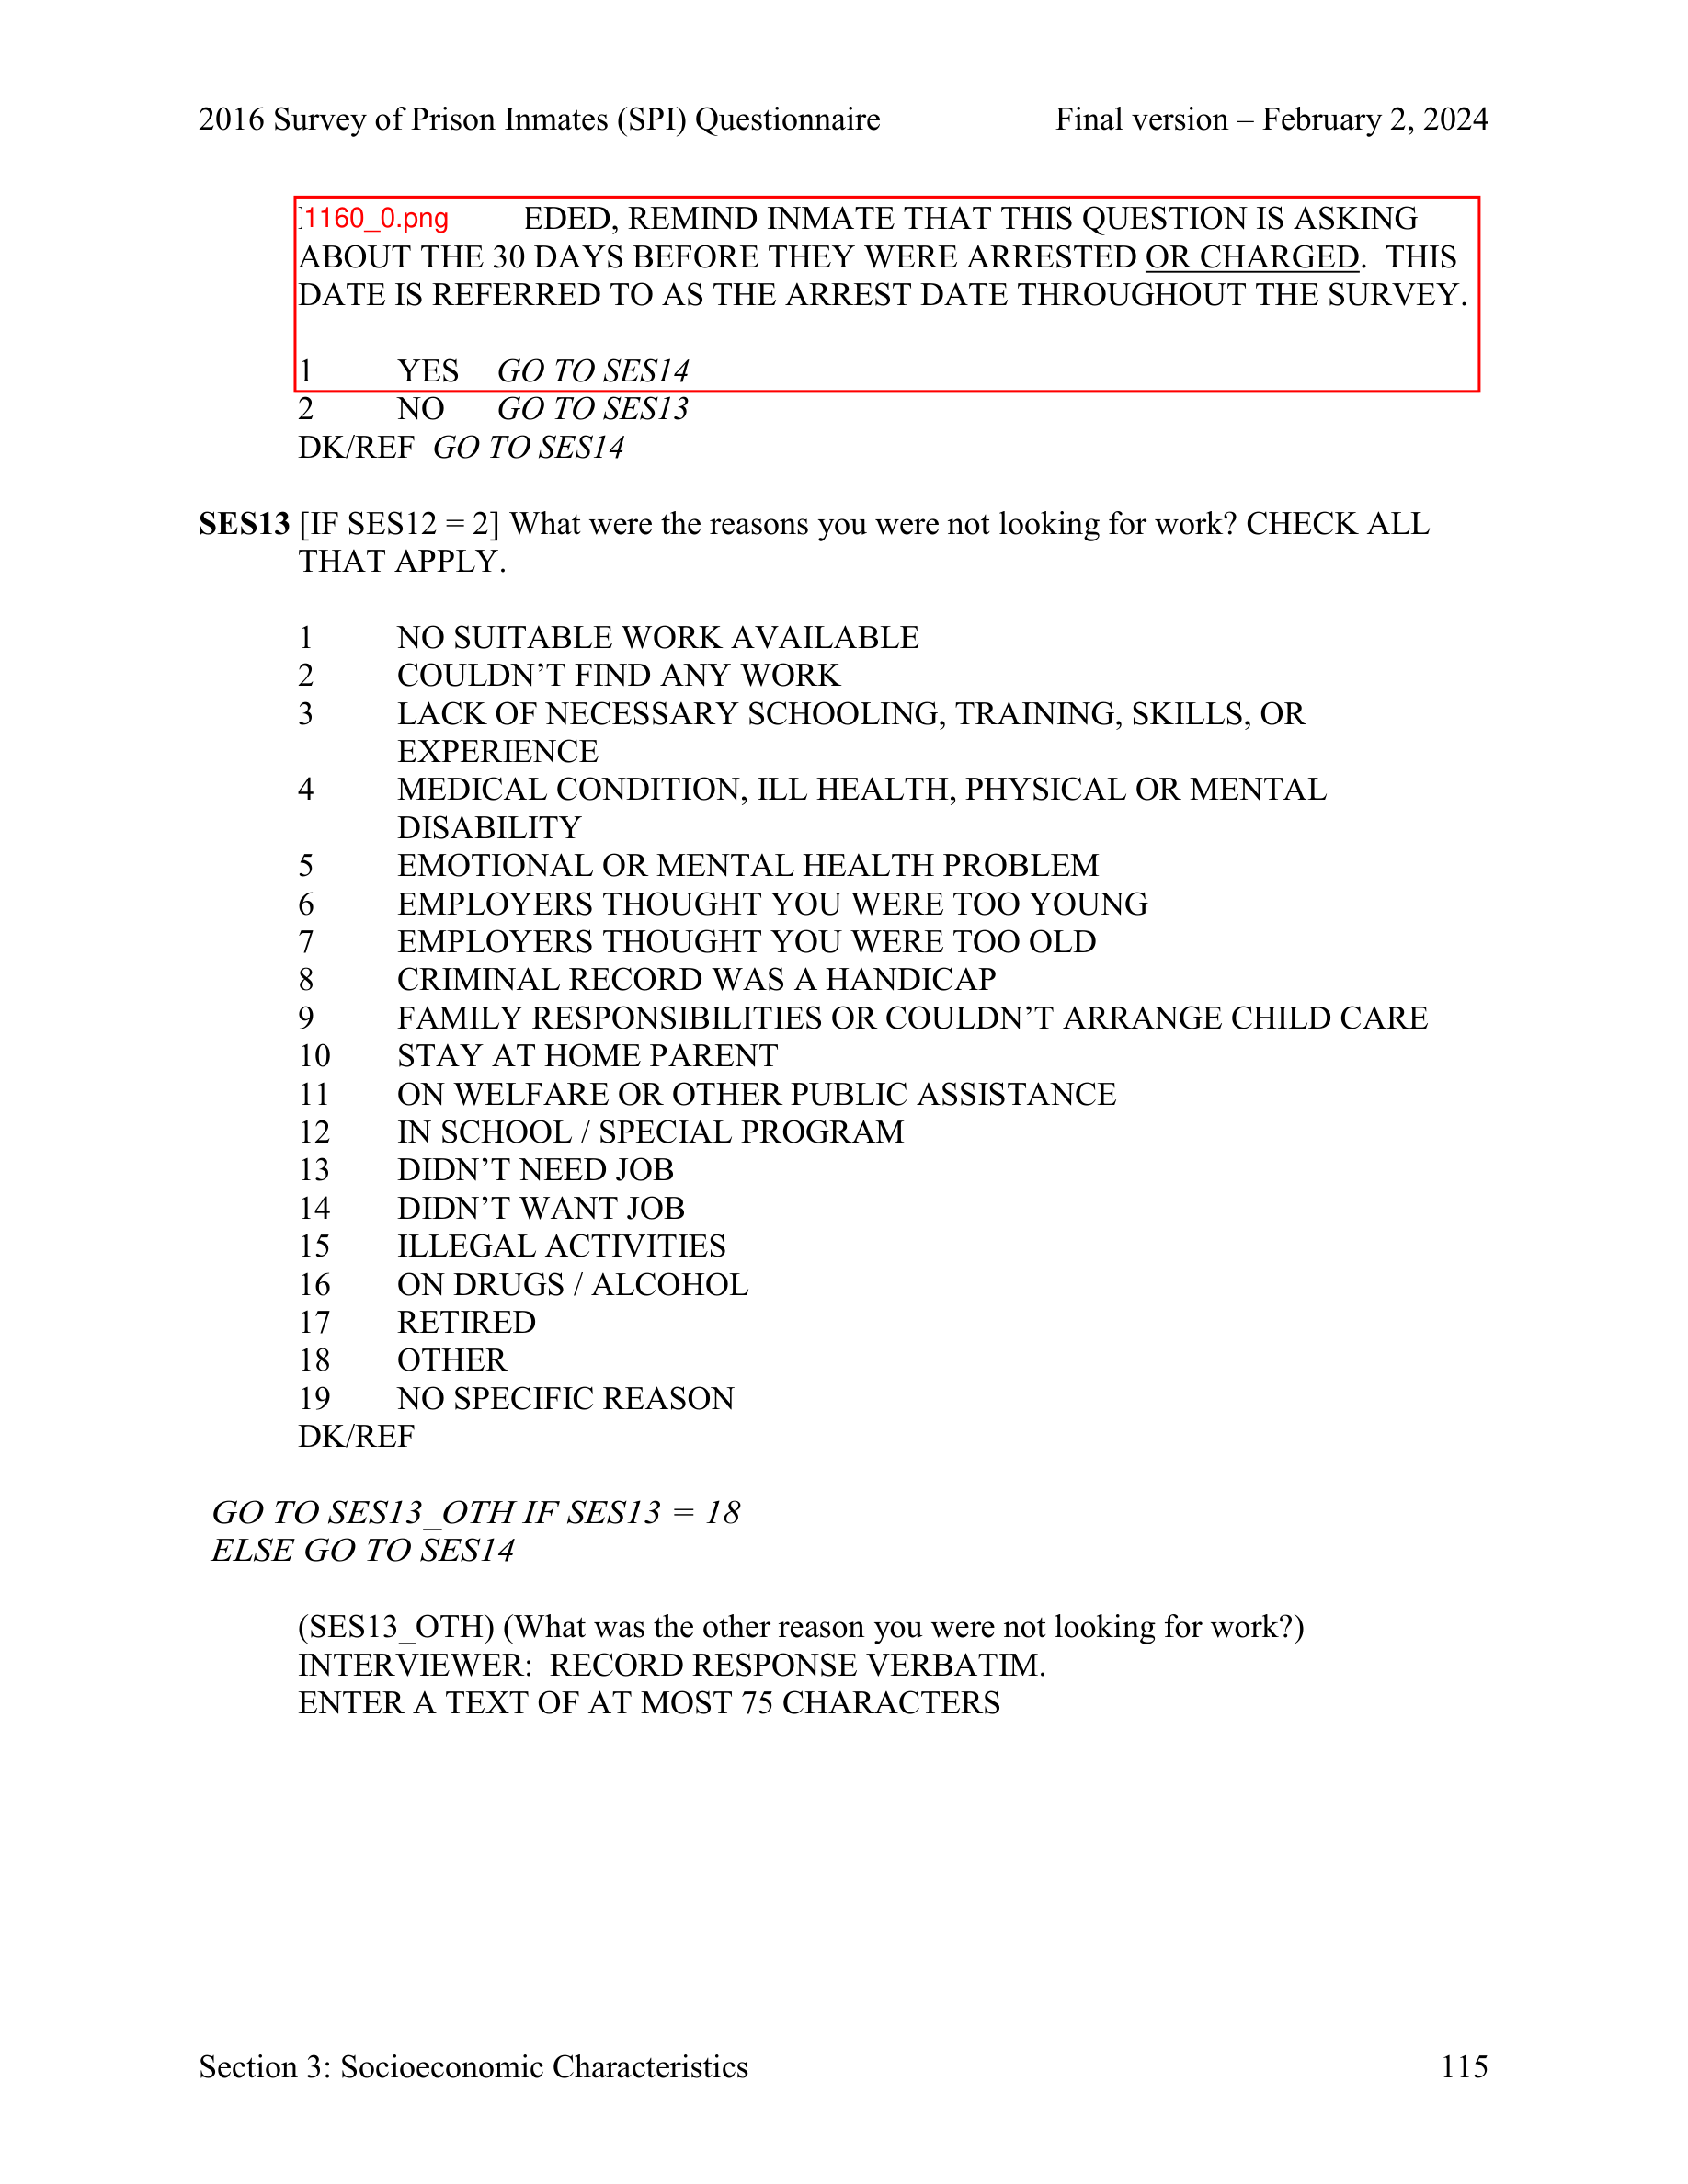 2016 Survey of Prison Inmates (SPI) Questionnaire Final version – February 2, 2024
1160_0.png EDED, REMIND INMATE THAT THIS QUESTION IS ASKING
ABOUT THE 30 DAYS BEFORE THEY WERE ARRESTED OR CHARGED. THIS
DATE IS REFERRED TO AS THE ARREST DATE THROUGHOUT THE SURVEY.
1 YES GO TO SES14
2 NO GO TO SES13
DK/REF GO TO SES14
SES13 [IF SES12 = 2] What were the reasons you were not looking for work? CHECK ALL
THAT APPLY.
1 NO SUITABLE WORK AVAILABLE
2 COULDN’T FIND ANY WORK
3 LACK OF NECESSARY SCHOOLING, TRAINING, SKILLS, OR
EXPERIENCE
4 MEDICAL CONDITION, ILL HEALTH, PHYSICAL OR MENTAL
DISABILITY
5 EMOTIONAL OR MENTAL HEALTH PROBLEM
6 EMPLOYERS THOUGHT YOU WERE TOO YOUNG
7 EMPLOYERS THOUGHT YOU WERE TOO OLD
8 CRIMINAL RECORD WAS A HANDICAP
9 FAMILY RESPONSIBILITIES OR COULDN’T ARRANGE CHILD CARE
10 STAY AT HOME PARENT
11 ON WELFARE OR OTHER PUBLIC ASSISTANCE
12 IN SCHOOL / SPECIAL PROGRAM
13 DIDN’T NEED JOB
14 DIDN’T WANT JOB
15 ILLEGAL ACTIVITIES
16 ON DRUGS / ALCOHOL
17 RETIRED
18 OTHER
19 NO SPECIFIC REASON
DK/REF
GO TO SES13_OTH IF SES13 = 18
ELSE GO TO SES14
(SES13_OTH) (What was the other reason you were not looking for work?)
INTERVIEWER: RECORD RESPONSE VERBATIM.
ENTER A TEXT OF AT MOST 75 CHARACTERS
Section 3: Socioeconomic Characteristics 115